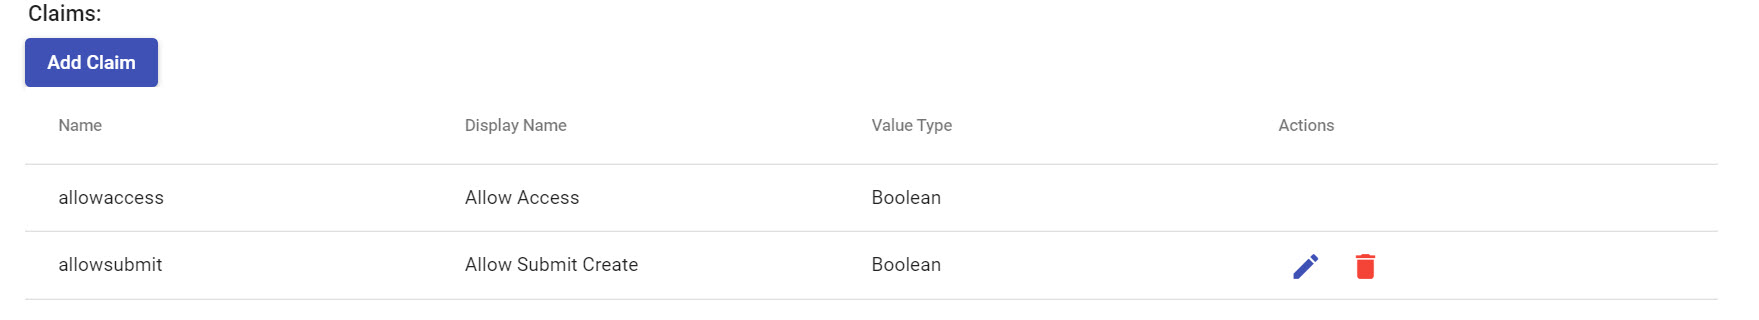 Claims:
Add Claim
Name Display Name Value Type Actions
allowaccess Allow Access Boolean
allowsubmit Allow Submit Create Boolean